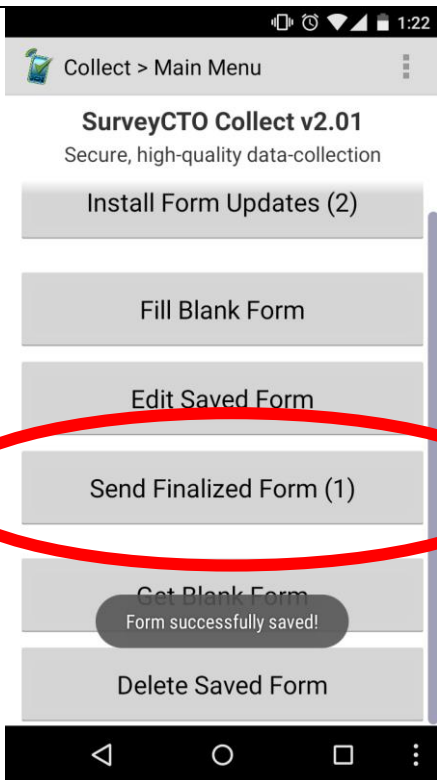 1:22
Collect > Main Menu
SurveyCTO Collect v2.01
Secure, high-quality data-collection
Install Form Updates (2)
Fill Blank Form
Edit Saved Form
Send Finalized Form (1)
Get Blank Form
Form successfully saved!
Delete Saved Form